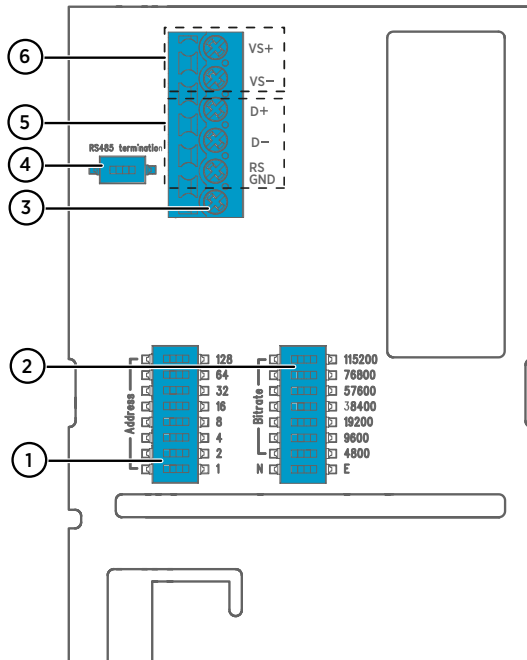 6
VS+
VS−
5
D+
RS485 termination
D−
4
RS
GND
3
2
128
115200
64
76800
32
57600
16
38400
8
19200
4
9600
2
4800
1
N
E
Address
Bitrate
1